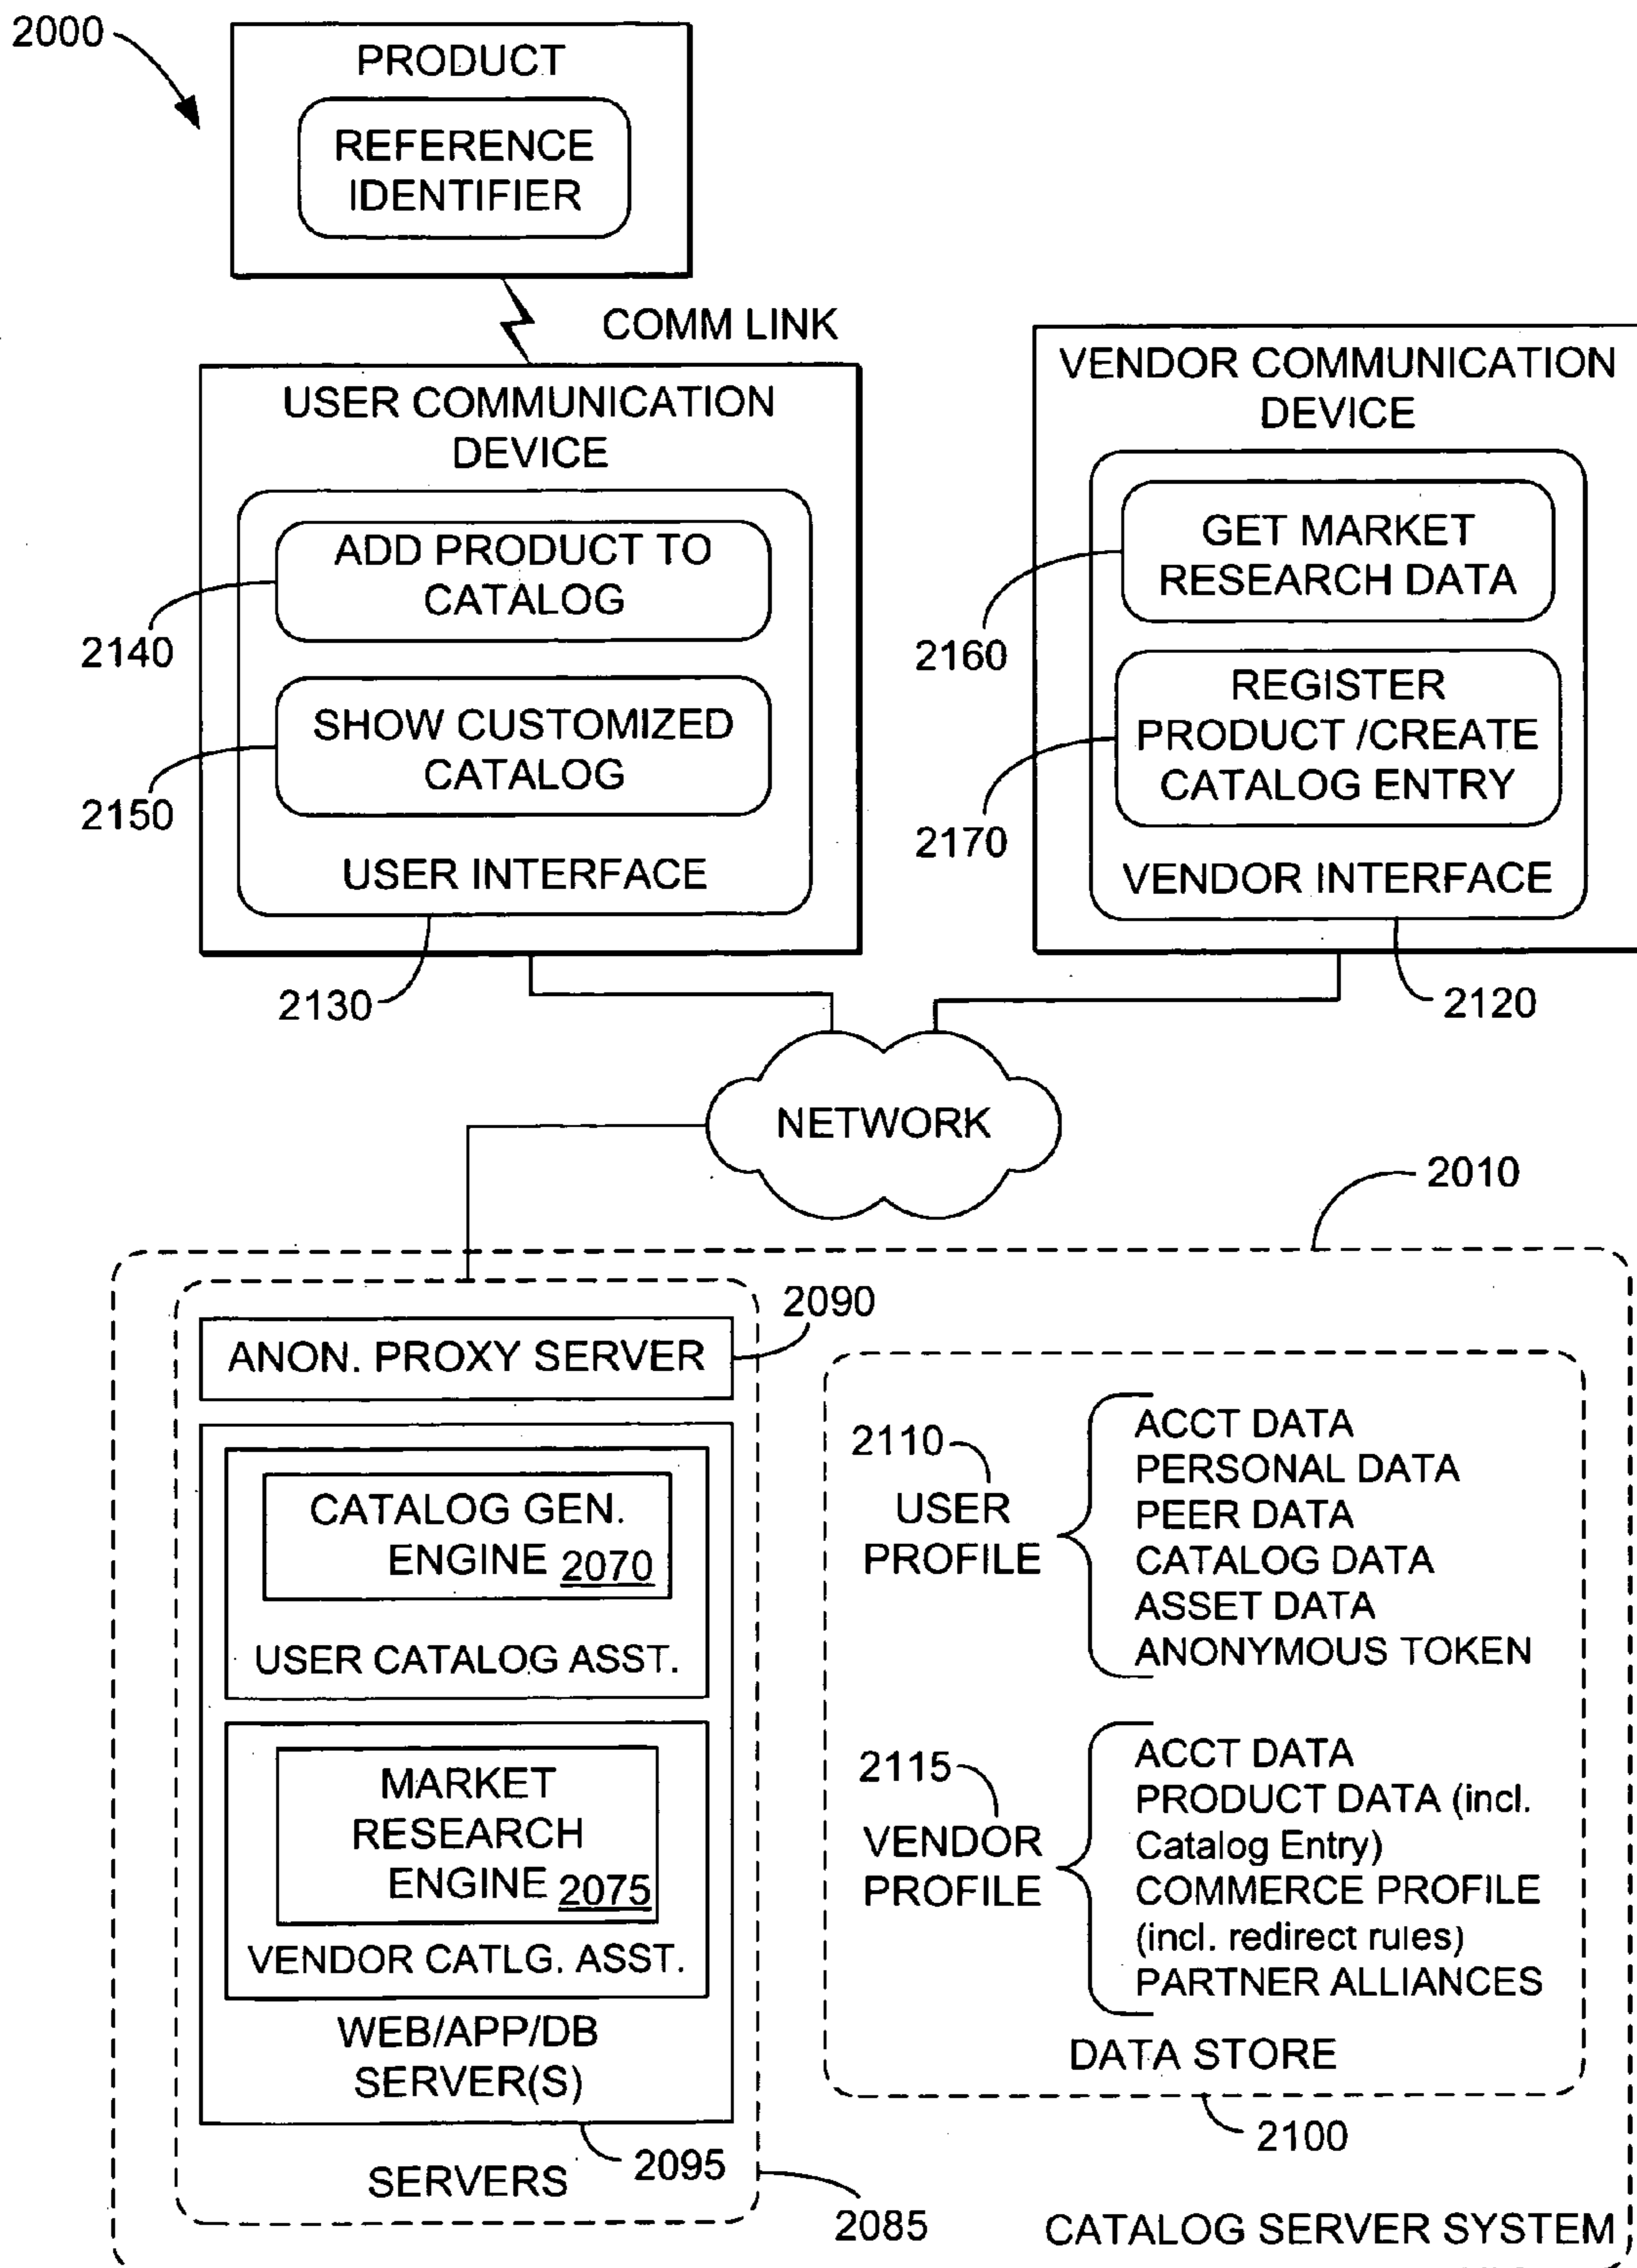 2000
PRODUCT
REFERENCE
IDENTIFIER
COMM LINK
USER COMMUNICATION
DEVICE
ADD PRODUCT TO
CATALOG
2140
SHOW CUSTOMIZED
CATALOG
2150
USER INTERFACE
2130
VENDOR COMMUNICATION
DEVICE
GET MARKET
RESEARCH DATA
2160
REGISTER
PRODUCT /CREATE
CATALOG ENTRY
2170
VENDOR INTERFACE
2120
NETWORK
2010
2090
ANON. PROXY SERVER
CATALOG GEN.
ENGINE 2070
USER CATALOG ASST.
MARKET
RESEARCH
ENGINE 2075
VENDOR CATLG. ASST.
WEB/APP/DB
SERVER(S)
2095
SERVERS
2085
2110
USER
PROFILE
ACCT DATA
PERSONAL DATA
PEER DATA
CATALOG DATA
ASSET DATA
ANONYMOUS TOKEN
2115
VENDOR
PROFILE
ACCT DATA
PRODUCT DATA (incl.
Catalog Entry)
COMMERCE PROFILE
(incl. redirect rules)
PARTNER ALLIANCES
DATA STORE
2100
CATALOG SERVER SYSTEM